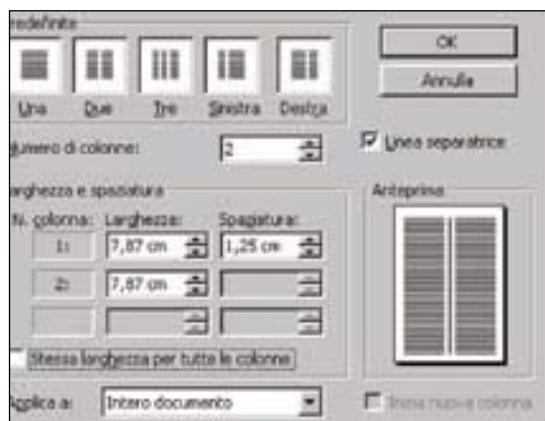 redefinite
OK
Annulla
Una Due Tre Sinistra Destra
Numero di colonne: 2
Linea separatrice
arghezza e spaziatura
Anteprima
N. colonna: Larghezza: Spaziatura:
1: 7,87 cm 1,25 cm
2: 7,87 cm
Stessa larghezza per tutte le colonne
Applica a: Intero documento
Inizia nuova colonna